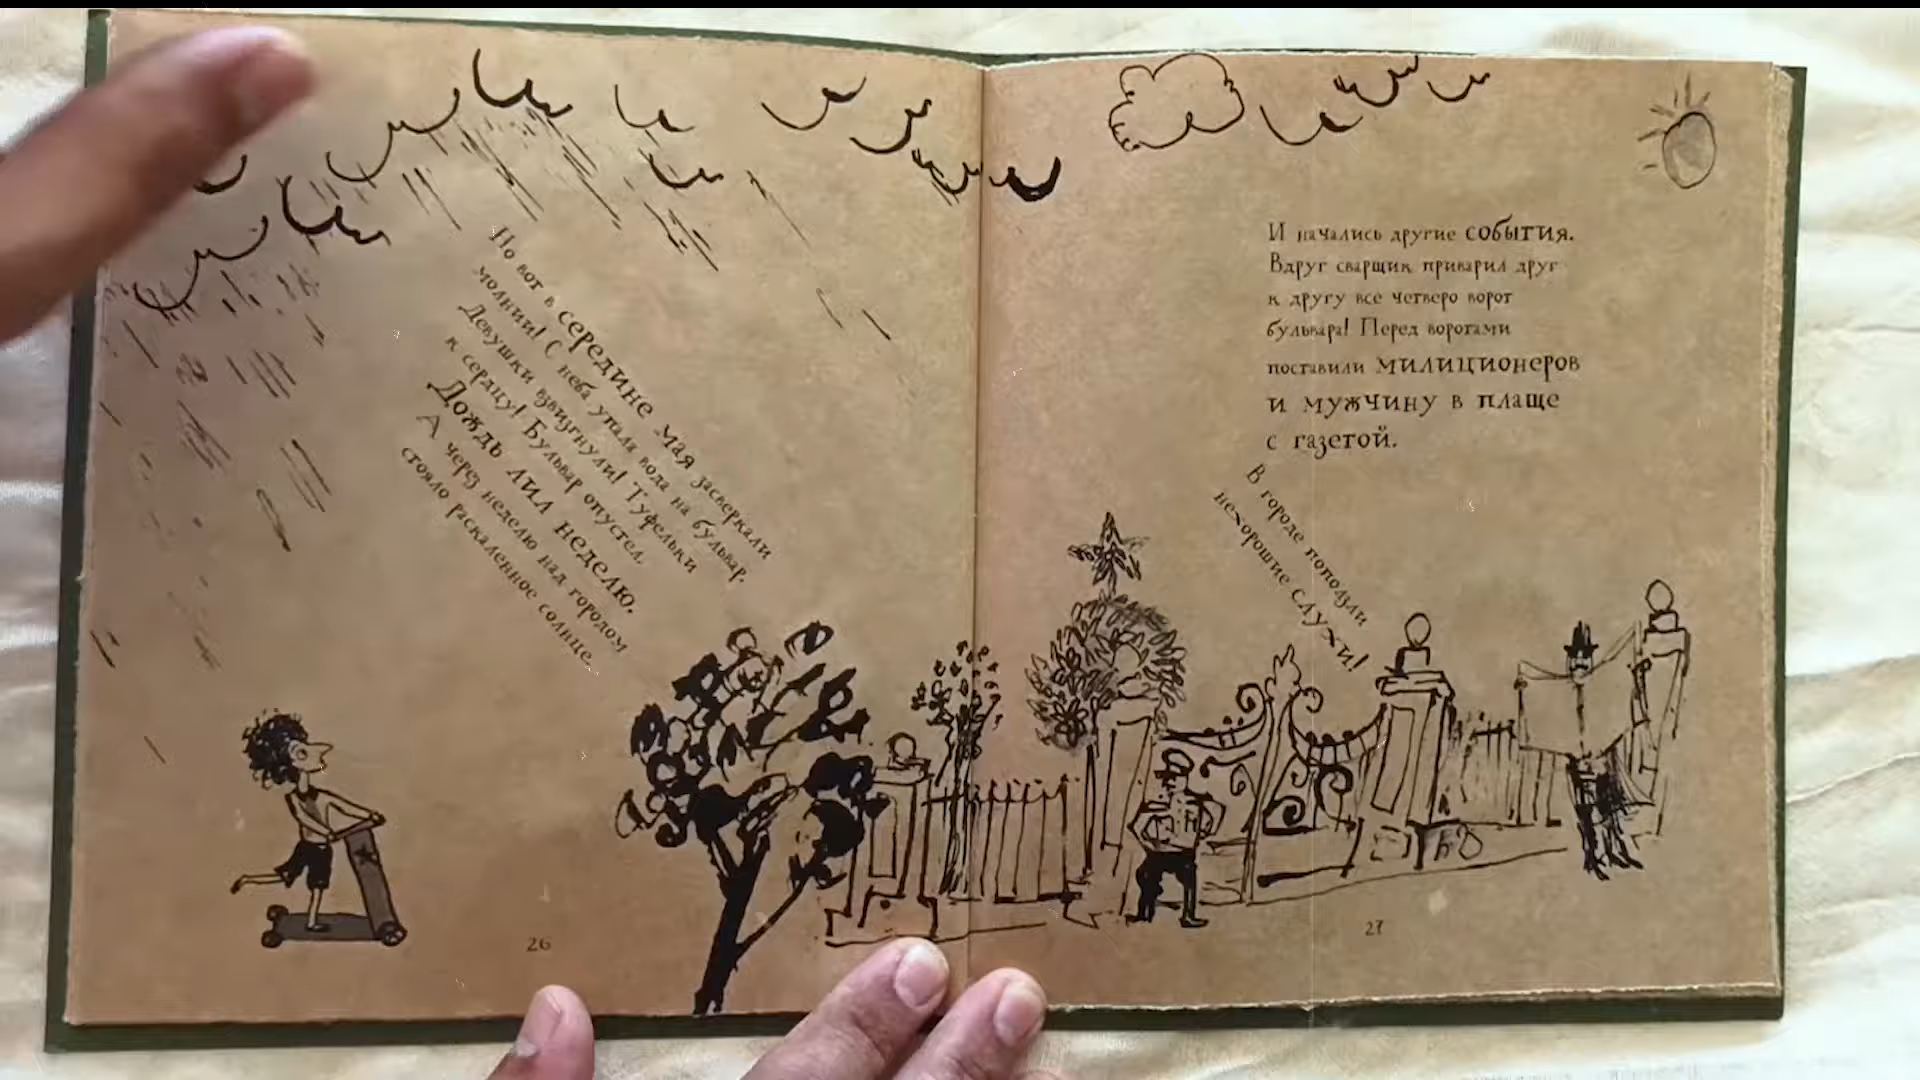 Но вот в середине мая засверкали
молнии! С неба упала вода на бульвар.
Девушки взвизгнули! Туфельки
к сердцу! Бульвар опустел.
Дождь лил неделю.
А через неделю над городом
стояло раскаленное солнце.
26
И начались другие события.
Вдруг сварщик приварил друг
к другу все четверо ворот
бульвара! Перед воротами
поставили милиционеров
и мужчину в плаще
с газетой.
В городе поползли
нехорошие слухи!
27